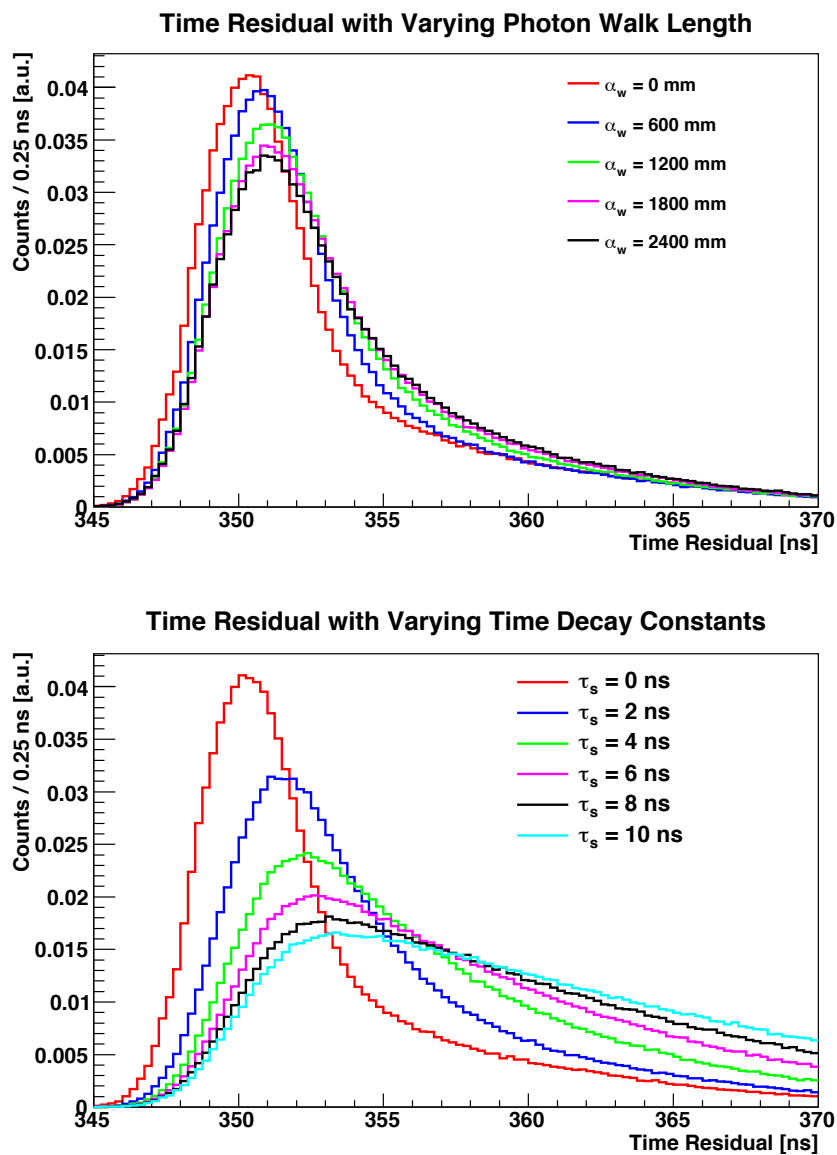 Time Residual with Varying Photon Walk Length
Counts / 0.25 ns [a.u.]
0.04
0.035
0.03
0.025
0.02
0.015
0.01
0.005
0
α_w = 0 mm
α_w = 600 mm
α_w = 1200 mm
α_w = 1800 mm
α_w = 2400 mm
345 350 355 360 365 370
Time Residual [ns]
Time Residual with Varying Time Decay Constants
Counts / 0.25 ns [a.u.]
0.04
0.035
0.03
0.025
0.02
0.015
0.01
0.005
0
τ_s = 0 ns
τ_s = 2 ns
τ_s = 4 ns
τ_s = 6 ns
τ_s = 8 ns
τ_s = 10 ns
345 350 355 360 365 370
Time Residual [ns]